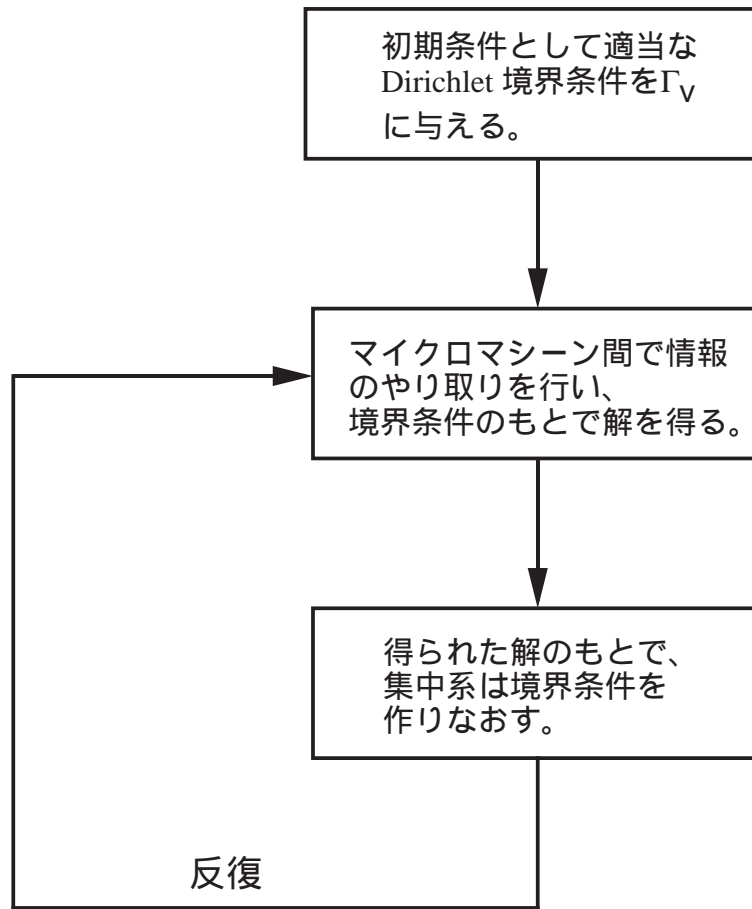 初期条件として適当な
Dirichlet 境界条件をΓV
に与える。
マイクロマシーン間で情報
のやり取りを行い、
境界条件のもとで解を得る。
得られた解のもとで、
集中系は境界条件を
作りなおす。
反復